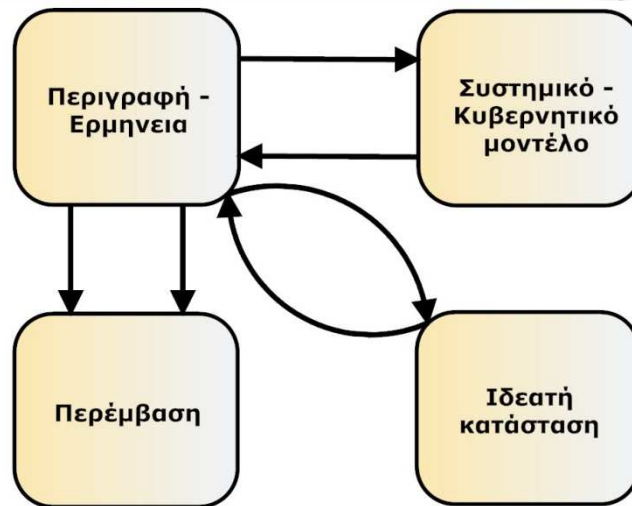 Περιγραφή -
Ερμηνεια
Συστημικό -
Κυβερνητικό
μοντέλο
Περέμβαση
Ιδεατή
κατάσταση